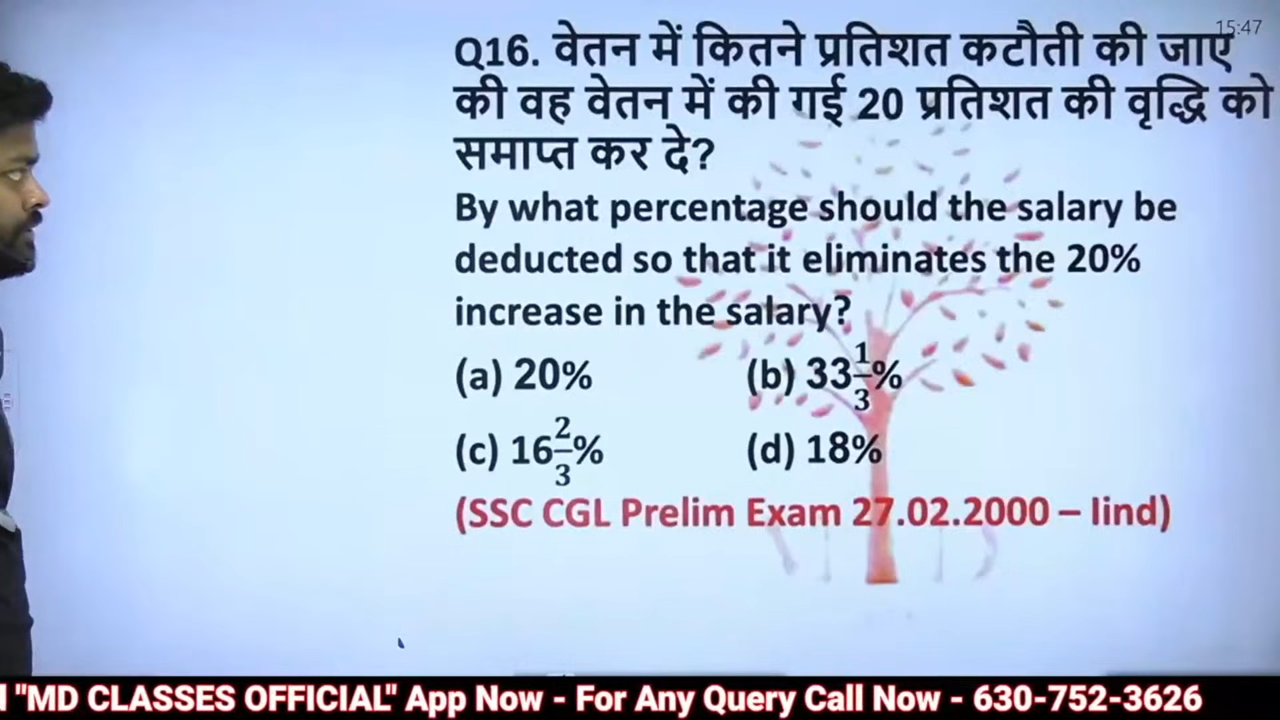 15:47
Q16. वेतन में कितने प्रतिशत कटौती की जाए
की वह वेतन में की गई 20 प्रतिशत की वृद्धि को
समाप्त कर दे?
By what percentage should the salary be
deducted so that it eliminates the 20%
increase in the salary?
(a) 20% (b) 33 1/3%
(c) 16 2/3% (d) 18%
(SSC CGL Prelim Exam 27.02.2000 – IInd)
"MD CLASSES OFFICIAL" App Now - For Any Query Call Now - 630-752-3626